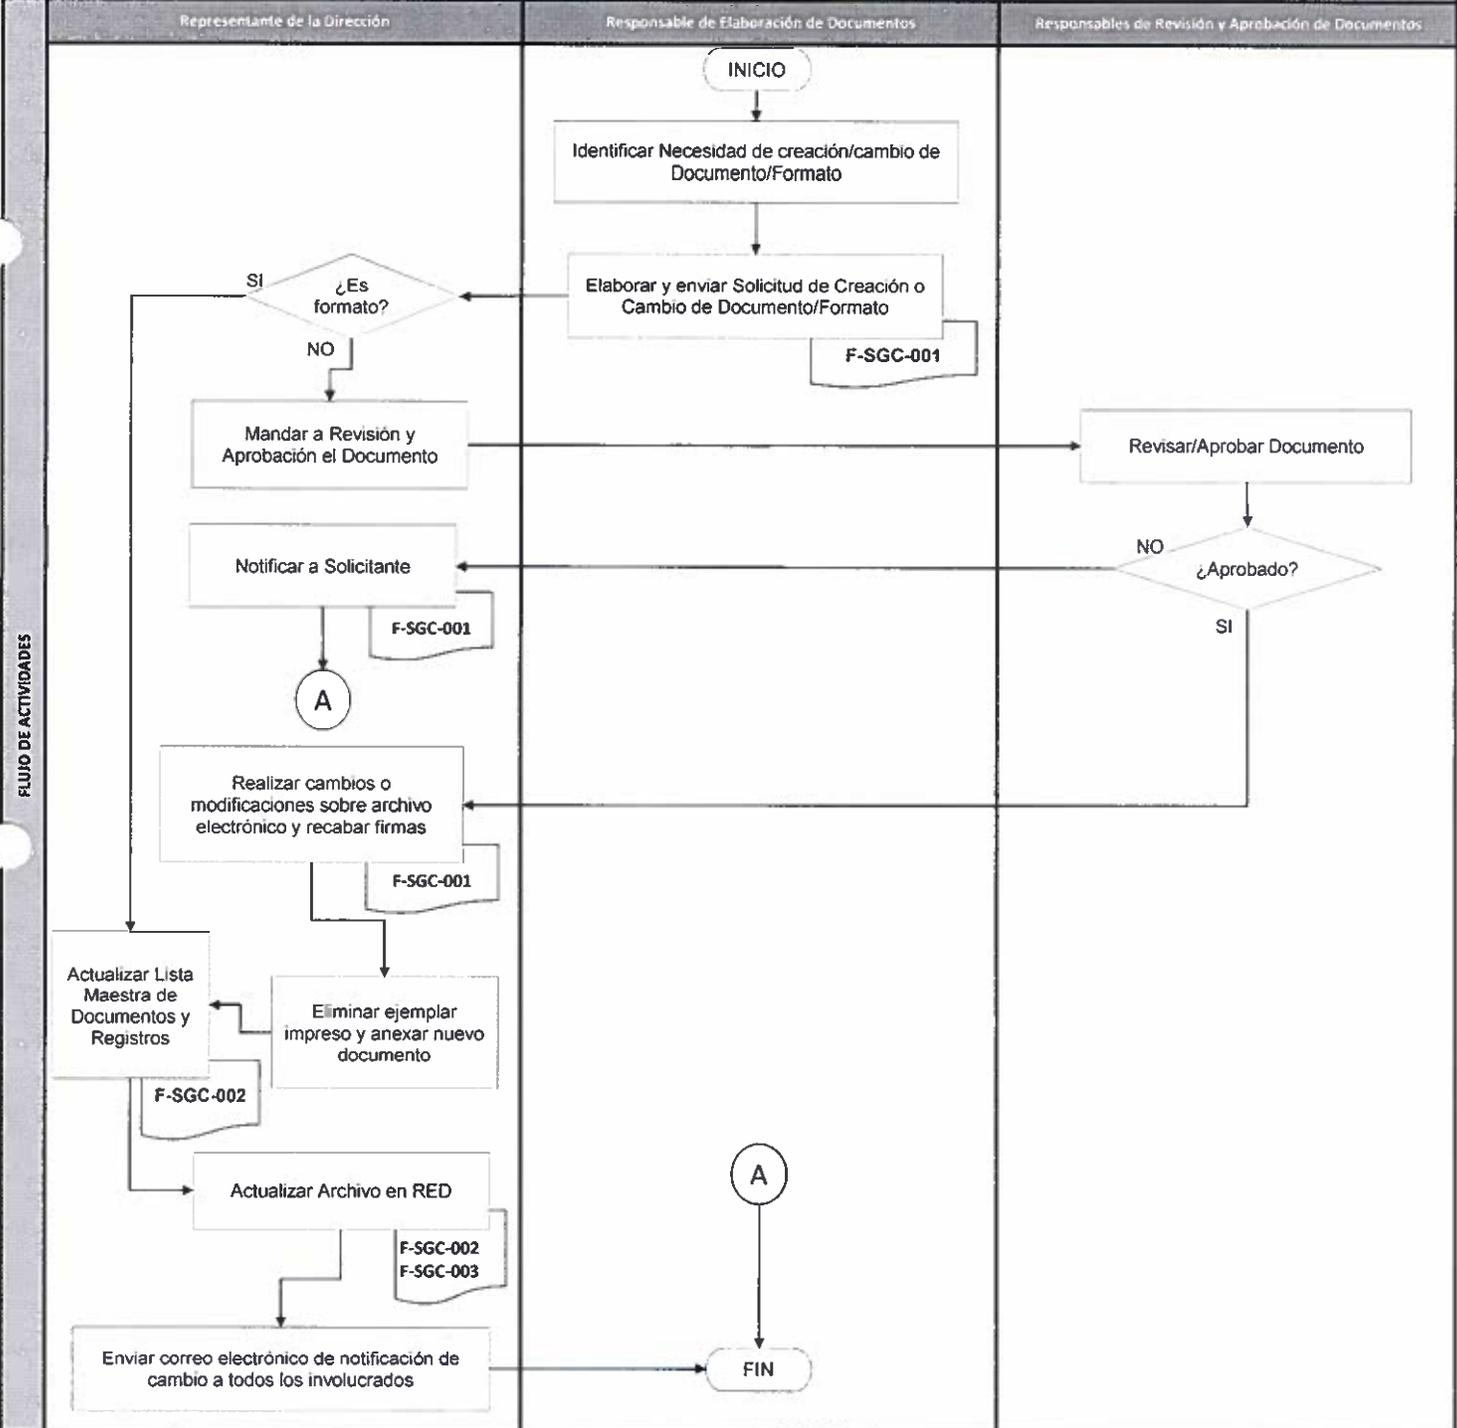 Representante de la Dirección
Responsable de Elaboración de Documentos
Responsables de Revisión y Aprobación de Documentos
FLUJO DE ACTIVIDADES
INICIO
Identificar Necesidad de creación/cambio de
Documento/Formato
Elaborar y enviar Solicitud de Creación o
Cambio de Documento/Formato
F-SGC-001
¿Es
formato?
SI
NO
Mandar a Revisión y
Aprobación el Documento
Revisar/Aprobar Documento
¿Aprobado?
NO
SI
Notificar a Solicitante
F-SGC-001
A
Realizar cambios o
modificaciones sobre archivo
electrónico y recabar firmas
F-SGC-001
Eliminar ejemplar
impreso y anexar nuevo
documento
Actualizar Lista
Maestra de
Documentos y
Registros
F-SGC-002
Actualizar Archivo en RED
F-SGC-002
F-SGC-003
Enviar correo electrónico de notificación de
cambio a todos los involucrados
A
FIN